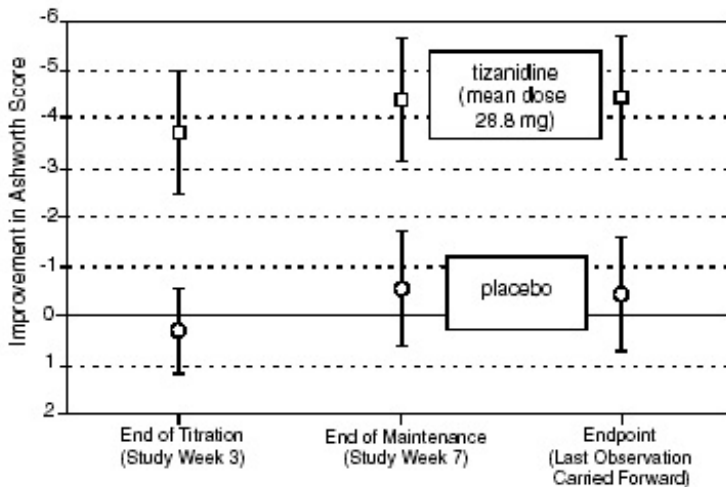 Improvement in Ashworth Score
-6
-5
-4
-3
-2
-1
0
1
2
tizanidine
(mean dose
28.8 mg)
placebo
End of Titration
(Study Week 3)
End of Maintenance
(Study Week 7)
Endpoint
(Last Observation
Carried Forward)